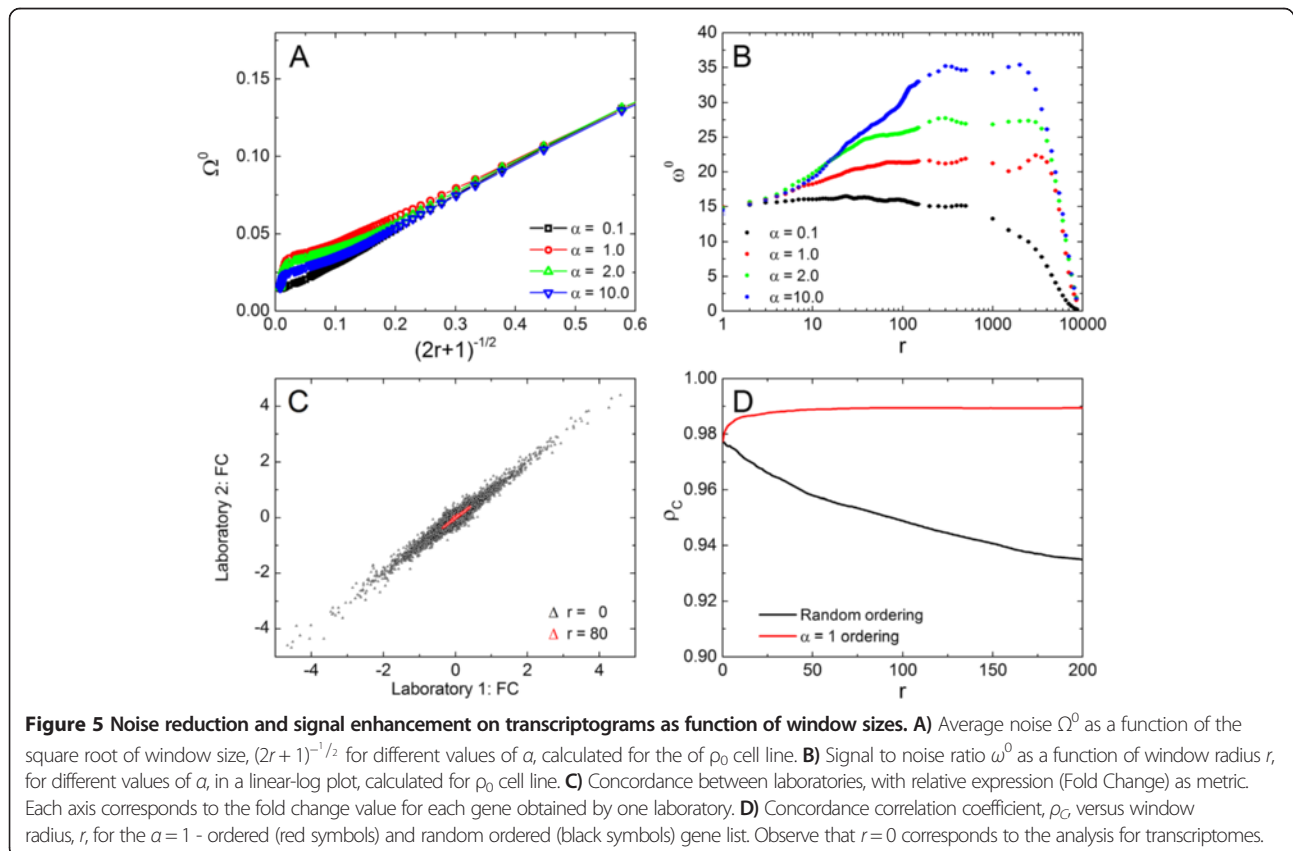 A
0.15
0.10
Ω⁰
0.05
0.00
α = 0.1
α = 1.0
α = 2.0
α = 10.0
0.0 0.1 0.2 0.3 0.4 0.5 0.6
(2r+1)^-1/2
B
40
35
30
25
20
15
10
5
0
ω⁰
α = 0.1
α = 1.0
α = 2.0
α =10.0
1 10 100 1000 10000
r
C
4
2
0
-2
-4
Laboratory 2: FC
Δ r = 0
Δ r = 80
-4 -2 0 2 4
Laboratory 1: FC
D
1.00
0.98
0.96
0.94
0.92
0.90
ρC
Random ordering
α = 1 ordering
0 50 100 150 200
r
Figure 5 Noise reduction and signal enhancement on transcriptograms as function of window sizes. A) Average noise Ω⁰ as a function of the
square root of window size, (2r + 1)^−1/2 for different values of α, calculated for the of ρ₀ cell line. B) Signal to noise ratio ω⁰ as a function of window radius r,
for different values of α, in a linear-log plot, calculated for ρ₀ cell line. C) Concordance between laboratories, with relative expression (Fold Change) as metric.
Each axis corresponds to the fold change value for each gene obtained by one laboratory. D) Concordance correlation coefficient, ρC, versus window
radius, r, for the α = 1 - ordered (red symbols) and random ordered (black symbols) gene list. Observe that r = 0 corresponds to the analysis for transcriptomes.